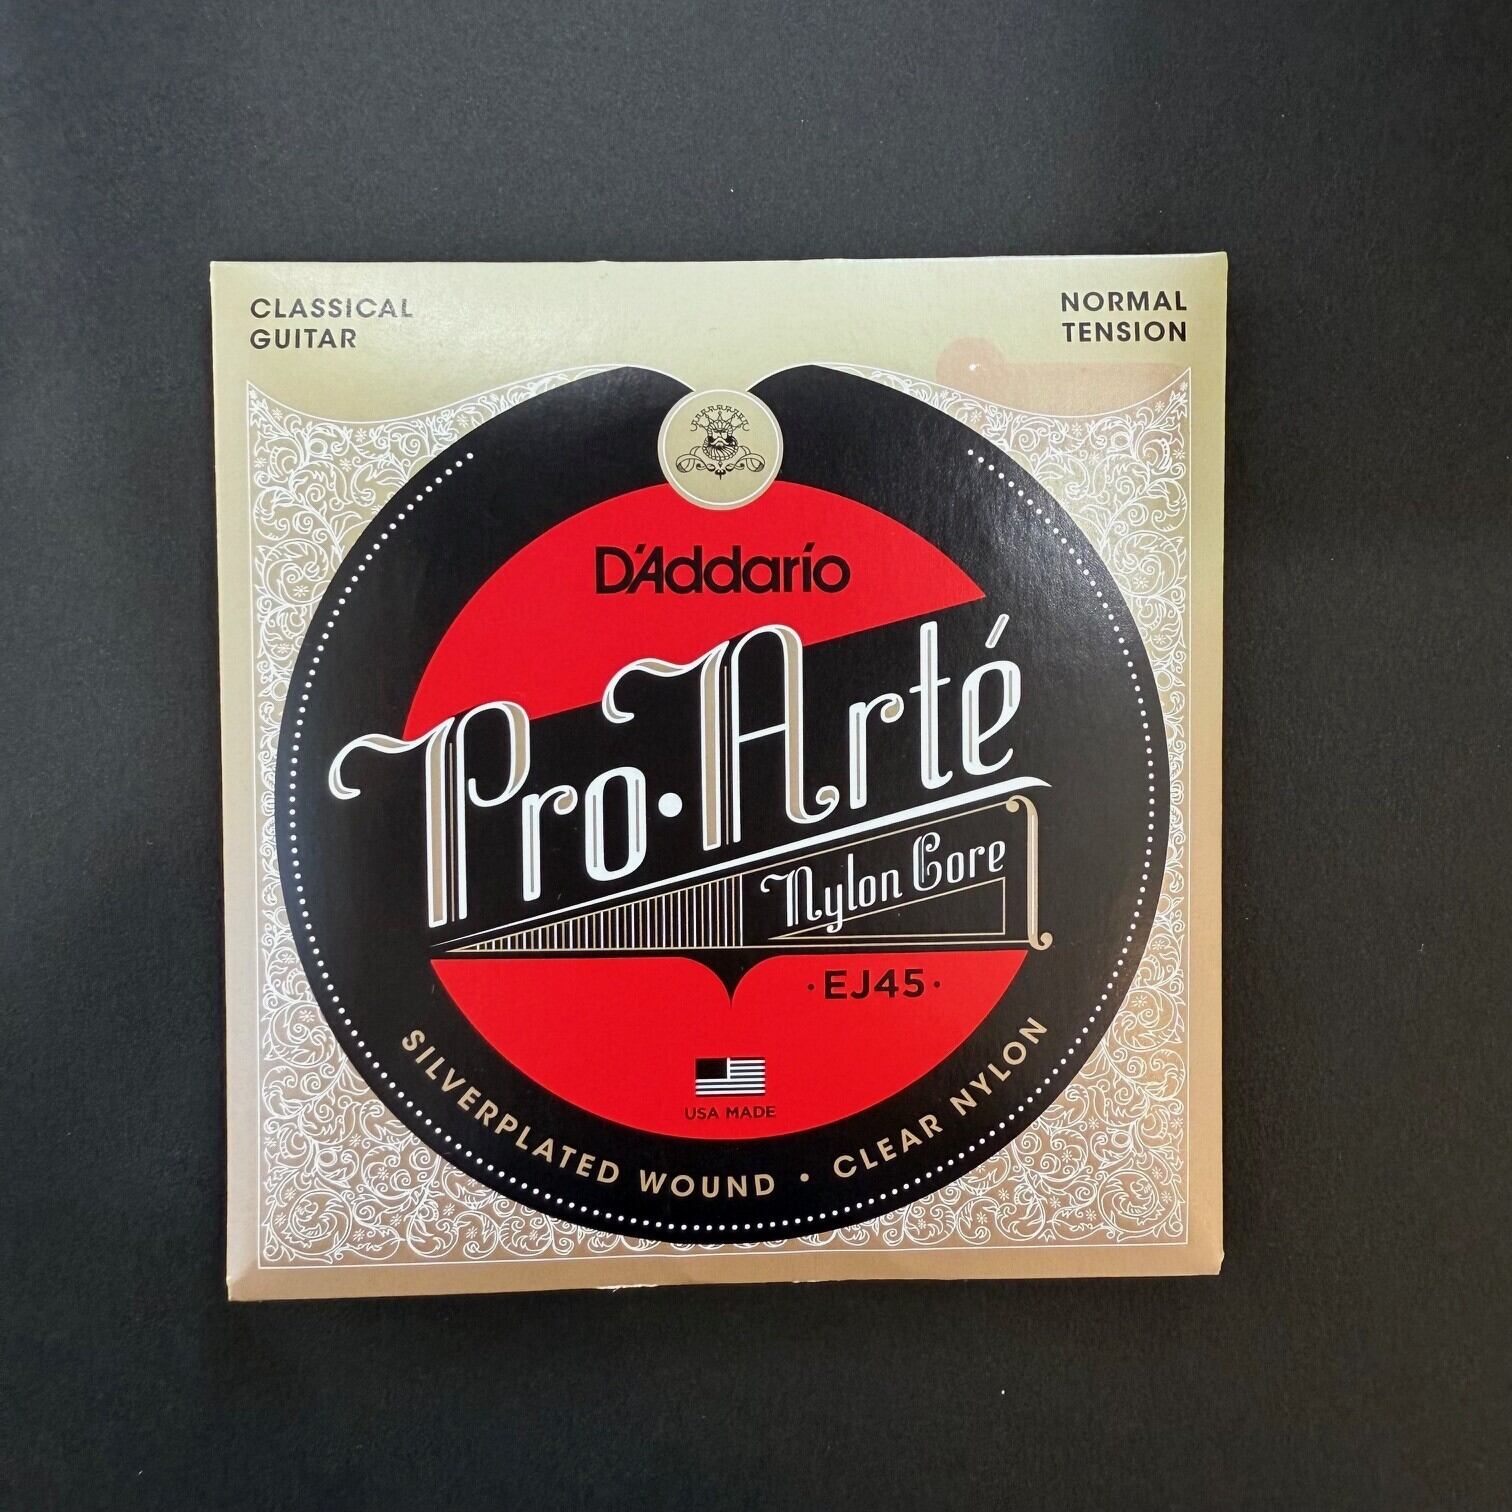 CLASSICAL
GUITAR
NORMAL
TENSION
D'Addario
Pro·Arté
Nylon Core
·EJ45·
USA MADE
SILVERPLATED WOUND • CLEAR NYLON